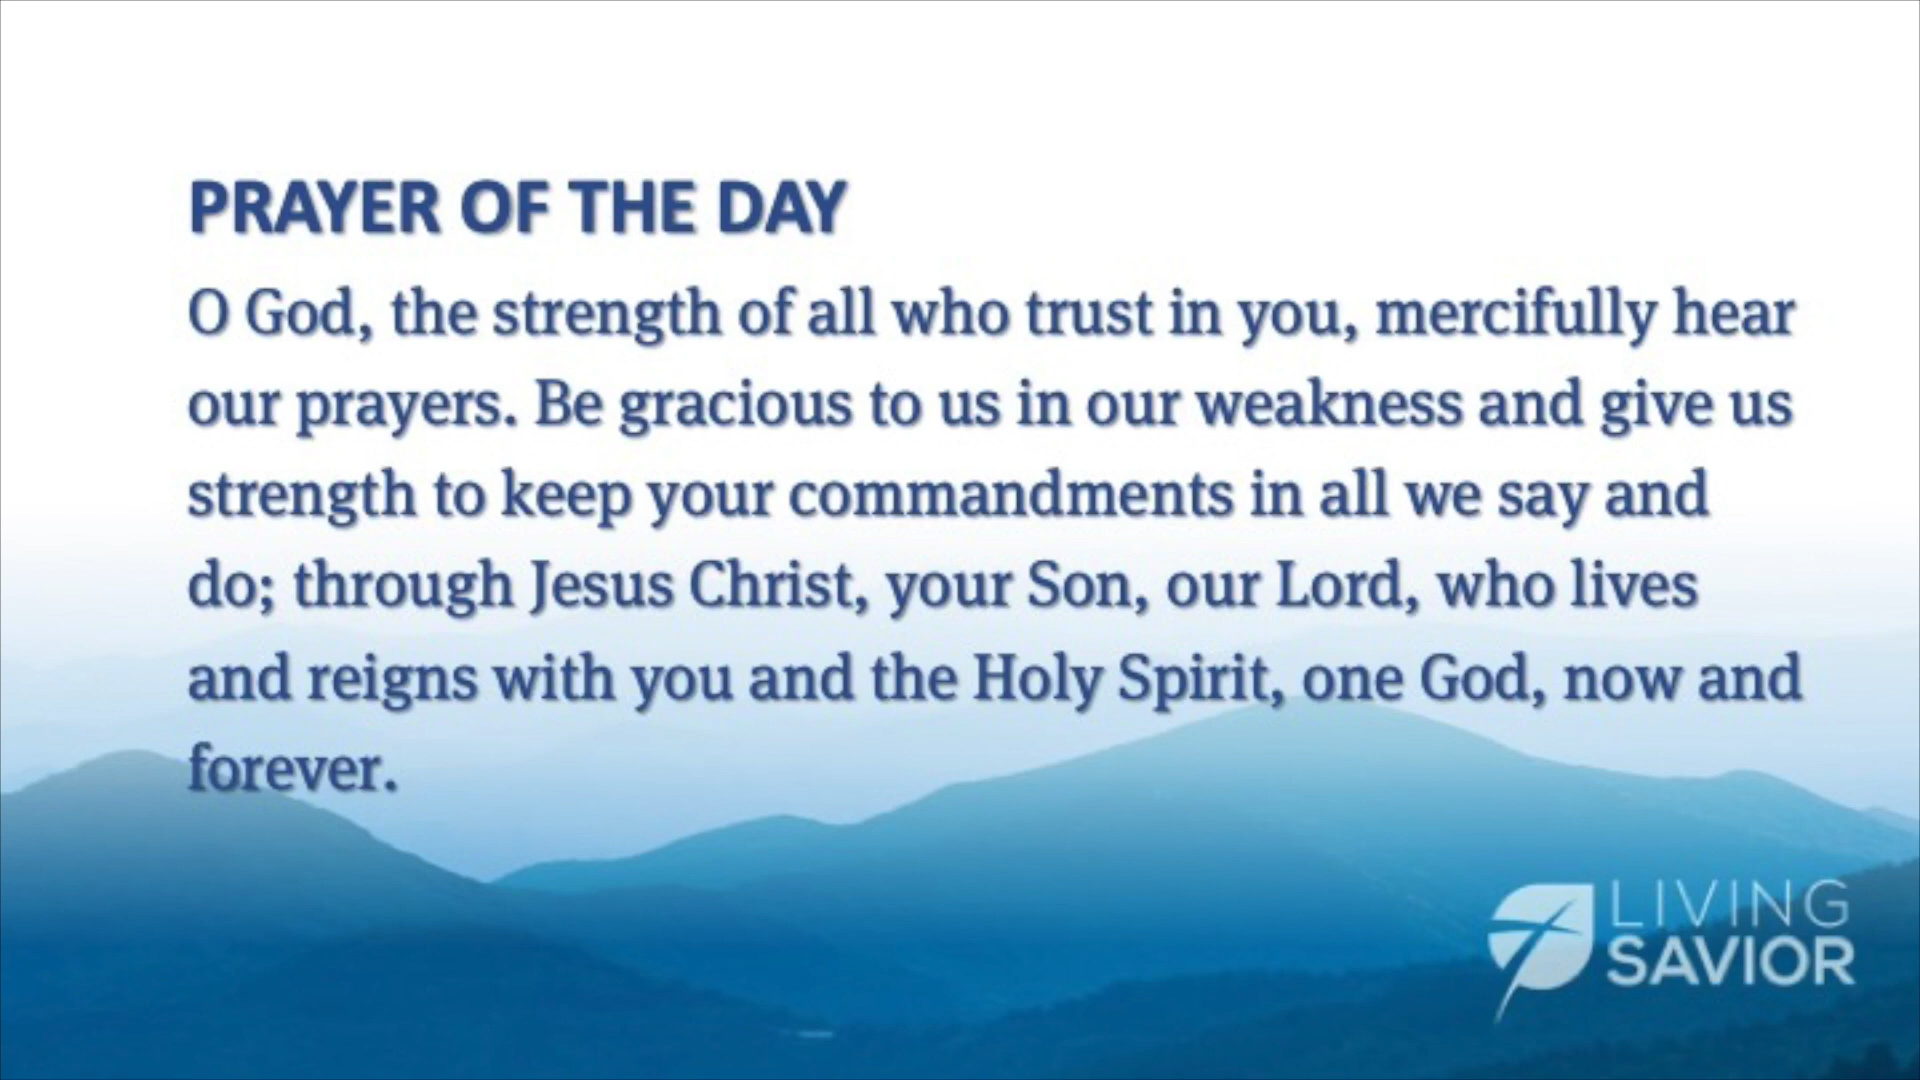 PRAYER OF THE DAY
O God, the strength of all who trust in you, mercifully hear
our prayers. Be gracious to us in our weakness and give us
strength to keep your commandments in all we say and
do; through Jesus Christ, your Son, our Lord, who lives
and reigns with you and the Holy Spirit, one God, now and
forever.
LIVING
SAVIOR